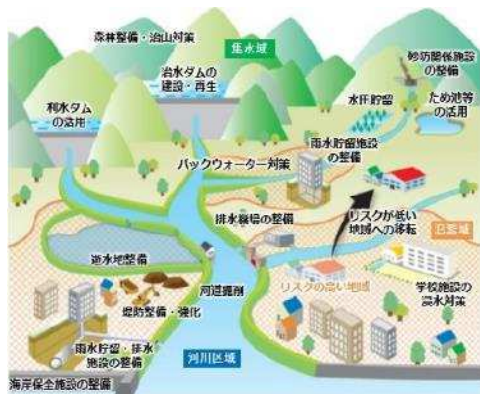 森林整備・治山対策
集水域
治水ダムの
建設・再生
利水ダム
の活用
砂防関係施設
の整備
水田貯留
ため池等
の活用
雨水貯留施設
の整備
バックウォーター対策
排水機場の整備
リスクが低い
地域への移転
氾濫域
遊水地整備
河道掘削
リスクの高い地域
学校施設の
浸水対策
堤防整備・強化
雨水貯留・排水
施設の整備
河川区域
海岸保全施設の整備